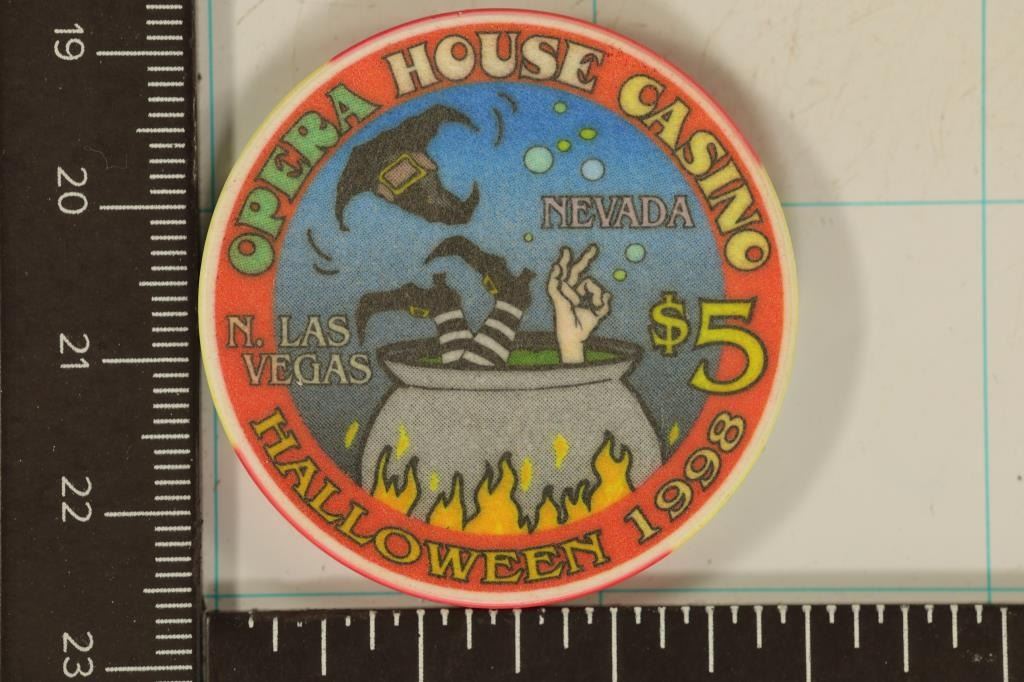 OPERA HOUSE CASINO
NEVADA
N. LAS
VEGAS
$5
HALLOWEEN 1998
19
20
21
22
23